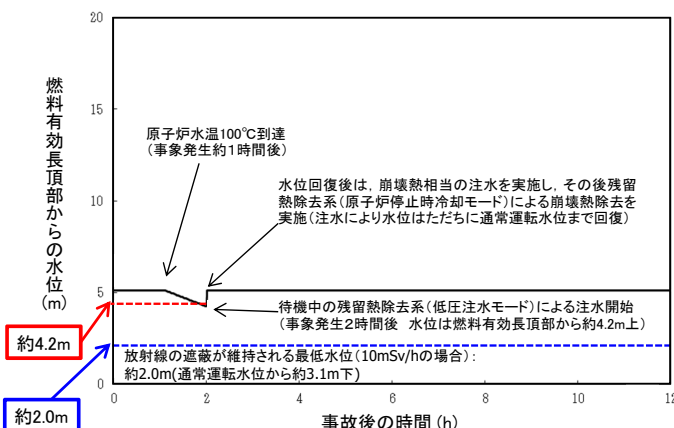 20
15
10
5
0
燃料有効長頂部からの水位
(m)
原子炉水温100℃到達
(事象発生約1時間後)
水位回復後は，崩壊熱相当の注水を実施し，その後残留
熱除去系(原子炉停止時冷却モード)による崩壊熱除去を
実施(注水により水位はただちに通常運転水位まで回復)
待機中の残留熱除去系(低圧注水モード)による注水開始
(事象発生２時間後　水位は燃料有効長頂部から約4.2m上)
約4.2m
放射線の遮蔽が維持される最低水位(10mSv/hの場合)：
約2.0m(通常運転水位から約3.1m下)
約2.0m
0 2 4 6 8 10 12
事故後の時間(h)